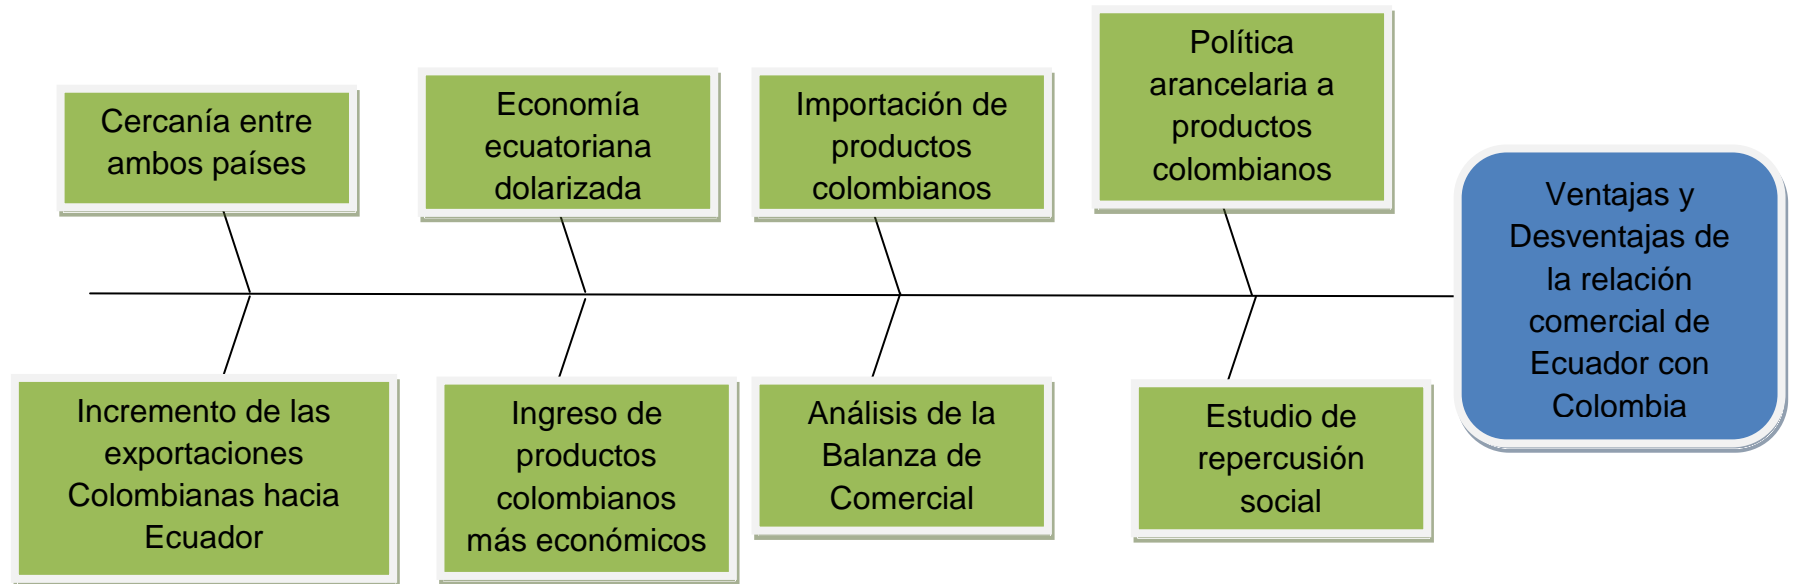 Cercanía entre
ambos países
Economía
ecuatoriana
dolarizada
Importación de
productos
colombianos
Política
arancelaria a
productos
colombianos
Ventajas y
Desventajas de
la relación
comercial de
Ecuador con
Colombia
Incremento de las
exportaciones
Colombianas hacia
Ecuador
Ingreso de
productos
colombianos
más económicos
Análisis de la
Balanza de
Comercial
Estudio de
repercusión
social